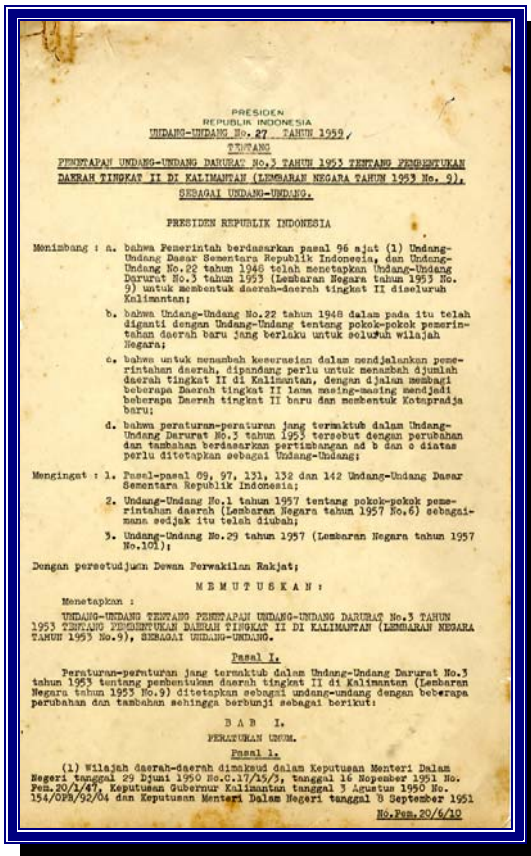 PRESIDEN
REPUBLIK INDONESIA
UNDANG-UNDANG No. 27 TAHUN 1959,
TENTANG
PENETAPAN UNDANG-UNDANG DARURAT No.3 TAHUN 1953 TENTANG PEMBENTUKAN
DAERAH TINGKAT II DI KALIMANTAN (LEMBARAN NEGARA TAHUN 1953 No. 9),
SEBAGAI UNDANG-UNDANG.
PRESIDEN REPUBLIK INDONESIA
Menimbang : a. bahwa Pemerintah berdasarkan pasal 96 ajat (1) Undang-
Undang Dasar Sementara Republik Indonesia, dan Undang-
Undang No.22 tahun 1948 telah menetapkan Undang-Undang
Darurat No.3 tahun 1953 (Lembaran Negara tahun 1953 No.
9) untuk membentuk daerah-daerah tingkat II diseluruh
Kalimantan;
b. bahwa Undang-Undang No.22 tahun 1948 dalam pada itu telah
diganti dengan Undang-Undang tentang pokok-pokok pemerin-
tahan daerah baru jang berlaku untuk seluruh wilajah
Negara;
c. bahwa untuk menambah keserasian dalam mendjalankan peme-
rintahan daerah, dipandang perlu untuk menambah djumlah
daerah tingkat II di Kalimantan, dengan djalan membagi
beberapa Daerah tingkat II lama masing-masing mendjadi
beberapa Daerah tingkat II baru dan membentuk Kotapradja
baru;
d. bahwa peraturan-peraturan jang termaktub dalam Undang-
Undang Darurat No.3 tahun 1953 tersebut dengan perubahan
dan tambahan berdasarkan pertimbangan ad b dan c diatas
perlu ditetapkan sebagai Undang-Undang;
Mengingat : 1. Pasal-pasal 89, 97, 131, 132 dan 142 Undang-Undang Dasar
Sementara Republik Indonesia;
2. Undang-Undang No.1 tahun 1957 tentang pokok-pokok peme-
rintahan daerah (Lembaran Negara tahun 1957 No.6) sebagai-
mana sedjak itu telah diubah;
3. Undang-Undang No.29 tahun 1957 (Lembaran Negara tahun 1957
No.101);
Dengan persetudjuan Dewan Perwakilan Rakjat;
M E M U T U S K A N :
Menetapkan :
UNDANG-UNDANG TENTANG PENETAPAN UNDANG-UNDANG DARURAT No.3 TAHUN
1953 TENTANG PEMBENTUKAN DAERAH TINGKAT II DI KALIMANTAN (LEMBARAN NEGARA
TAHUN 1953 No.9), SEBAGAI UNDANG-UNDANG.
Pasal I.
Peraturan-peraturan jang termaktub dalam Undang-Undang Darurat No.3
tahun 1953 tentang pembentukan daerah tingkat II di Kalimantan (Lembaran
Negara tahun 1953 No.9) ditetapkan sebagai undang-undang dengan beberapa
perubahan dan tambahan sehingga berbunji sebagai berikut:
B A B I.
PERATURAN UMUM.
Pasal 1.
(1) Wilajah daerah-daerah dimaksud dalam Keputusan Menteri Dalam
Negeri tanggal 29 Djuni 1950 No.C.17/15/3, tanggal 16 Nopember 1951 No.
Pem.20/1/47, Keputusan Gubernur Kalimantan tanggal 3 Agustus 1950 No.
154/OPB/92/04 dan Keputusan Menteri Dalam Negeri tanggal 8 September 1951
No.Pem.20/6/10